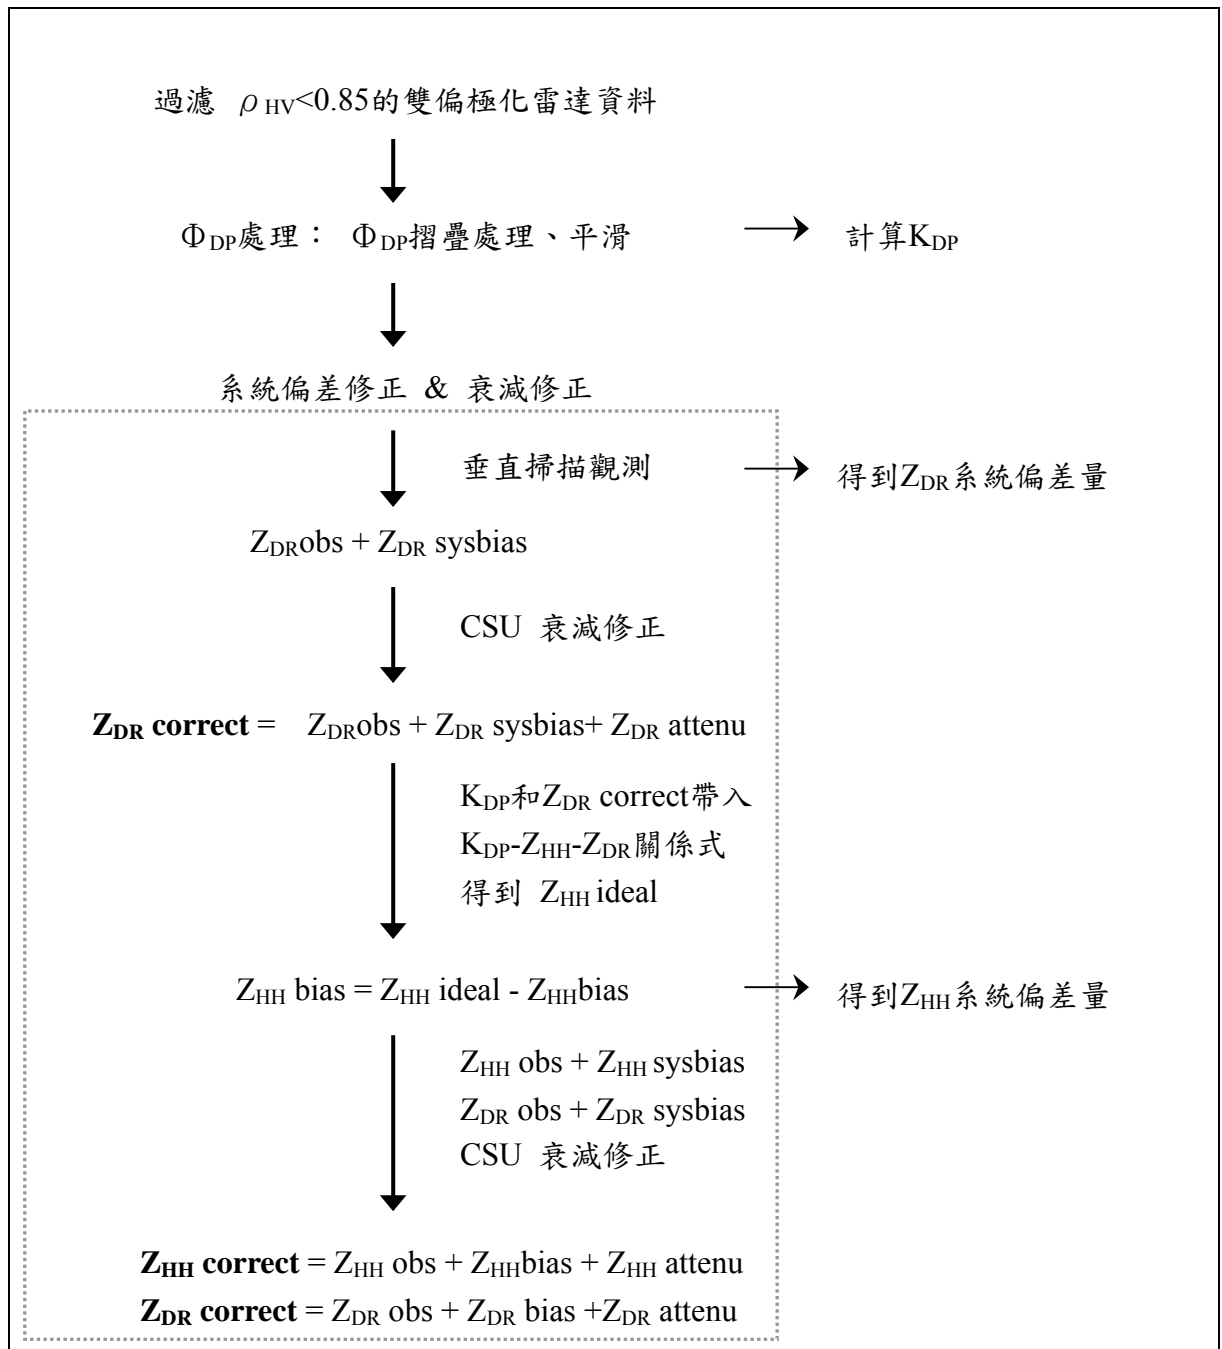 過濾 ρHV<0.85的雙偏極化雷達資料
ΦDP處理： ΦDP摺疊處理、平滑
計算KDP
系統偏差修正 & 衰減修正
垂直掃描觀測
得到ZDR系統偏差量
ZDRobs + ZDR sysbias
CSU 衰減修正
ZDR correct = ZDRobs + ZDR sysbias+ ZDR attenu
KDP和ZDR correct帶入
KDP-ZHH-ZDR關係式
得到 ZHH ideal
ZHH bias = ZHH ideal - ZHHbias
得到ZHH系統偏差量
ZHH obs + ZHH sysbias
ZDR obs + ZDR sysbias
CSU 衰減修正
ZHH correct = ZHH obs + ZHHbias + ZHH attenu
ZDR correct = ZDR obs + ZDR bias +ZDR attenu